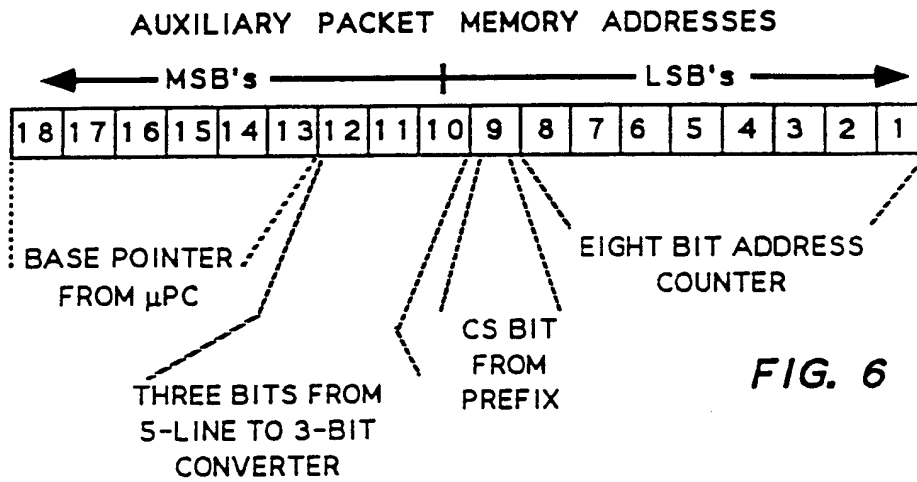 AUXILIARY PACKET MEMORY ADDRESSES
MSB's LSB's
18 17 16 15 14 13 12 11 10 9 8 7 6 5 4 3 2 1
BASE POINTER
FROM µPC
THREE BITS FROM
5-LINE TO 3-BIT
CONVERTER
CS BIT
FROM
PREFIX
EIGHT BIT ADDRESS
COUNTER
FIG. 6